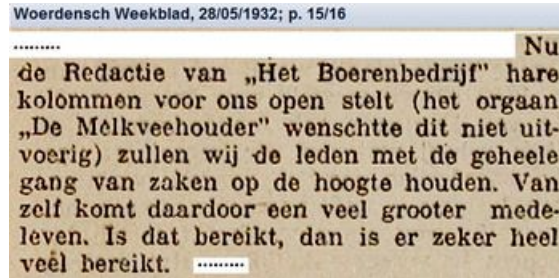 Woerdensch Weekblad, 28/05/1932; p. 15/16
......... Nu
de Redactie van „Het Boerenbedrijf" hare
kolommen voor ons open stelt (het orgaan
„De Melkveehouder" wenschtte dit niet uit-
voerig) zullen wij de leden met de geheele
gang van zaken op de hoogte houden. Van
zelf komt daardoor een veel grooter mede-
leven. Is dat bereikt, dan is er zeker heel
veel bereikt. .........